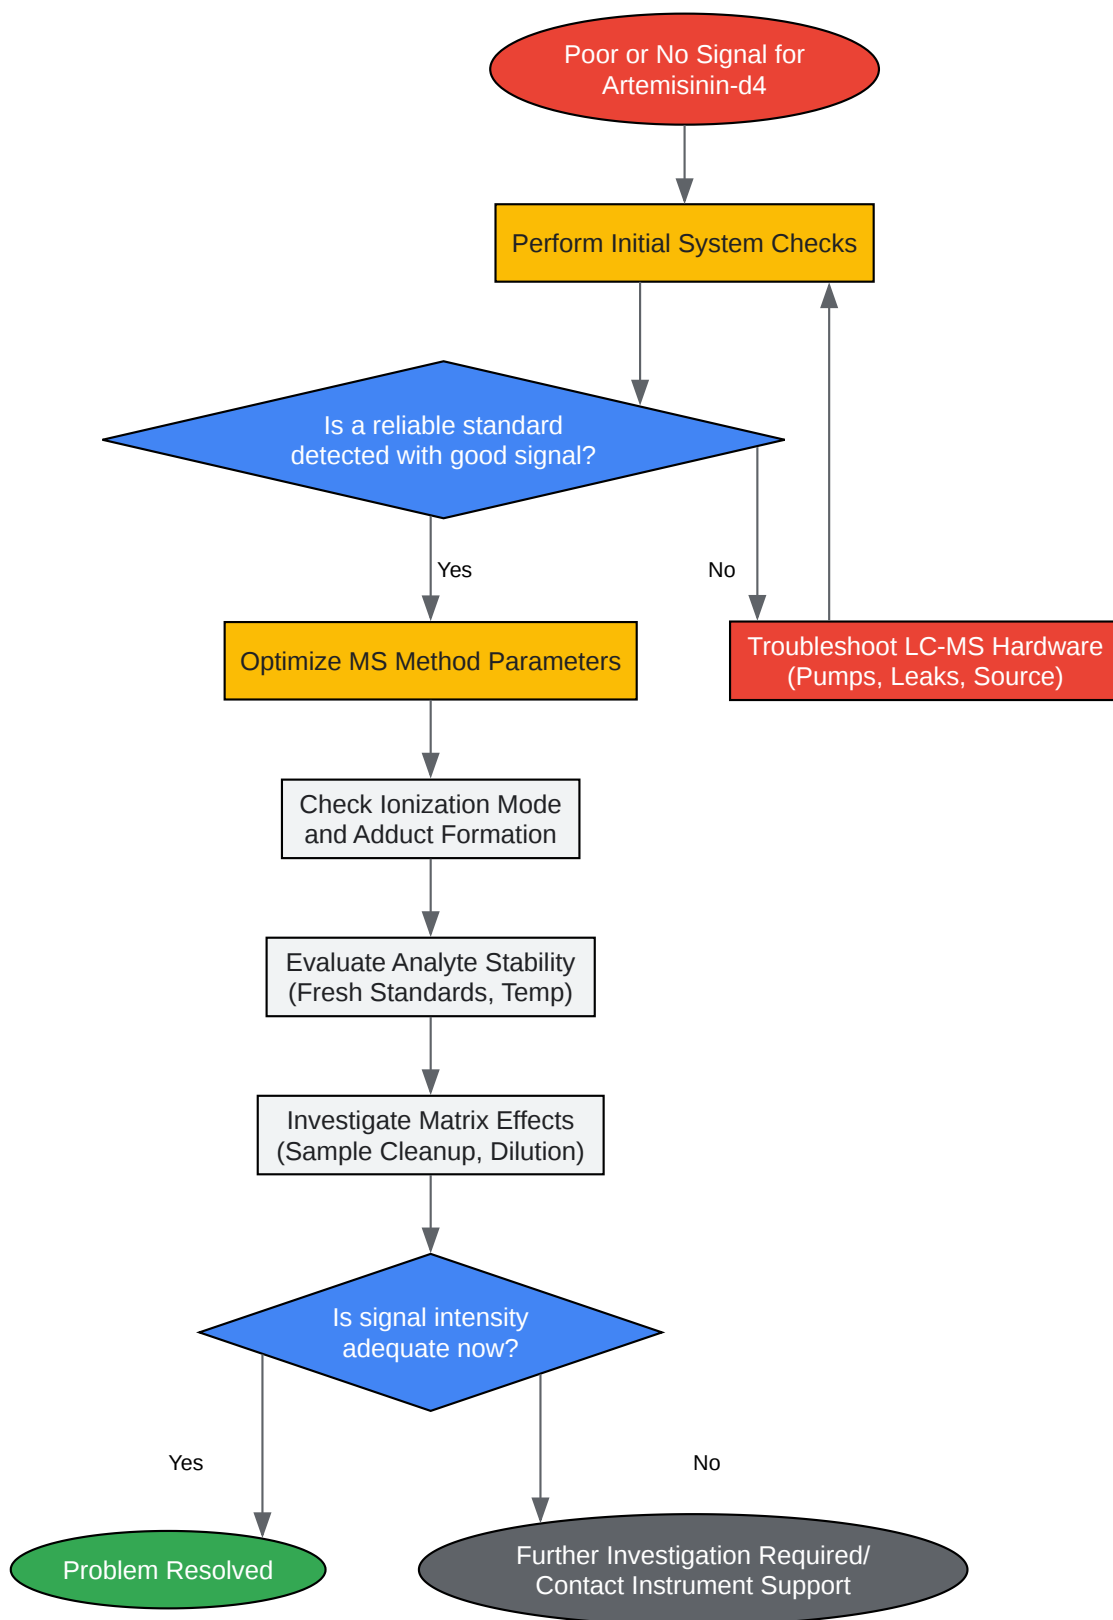 Poor or No Signal for
Artemisinin-d4
Perform Initial System Checks
Is a reliable standard
detected with good signal?
Yes
No
Optimize MS Method Parameters
Troubleshoot LC-MS Hardware
(Pumps, Leaks, Source)
Check Ionization Mode
and Adduct Formation
Evaluate Analyte Stability
(Fresh Standards, Temp)
Investigate Matrix Effects
(Sample Cleanup, Dilution)
Is signal intensity
adequate now?
Yes
No
Problem Resolved
Further Investigation Required/
Contact Instrument Support